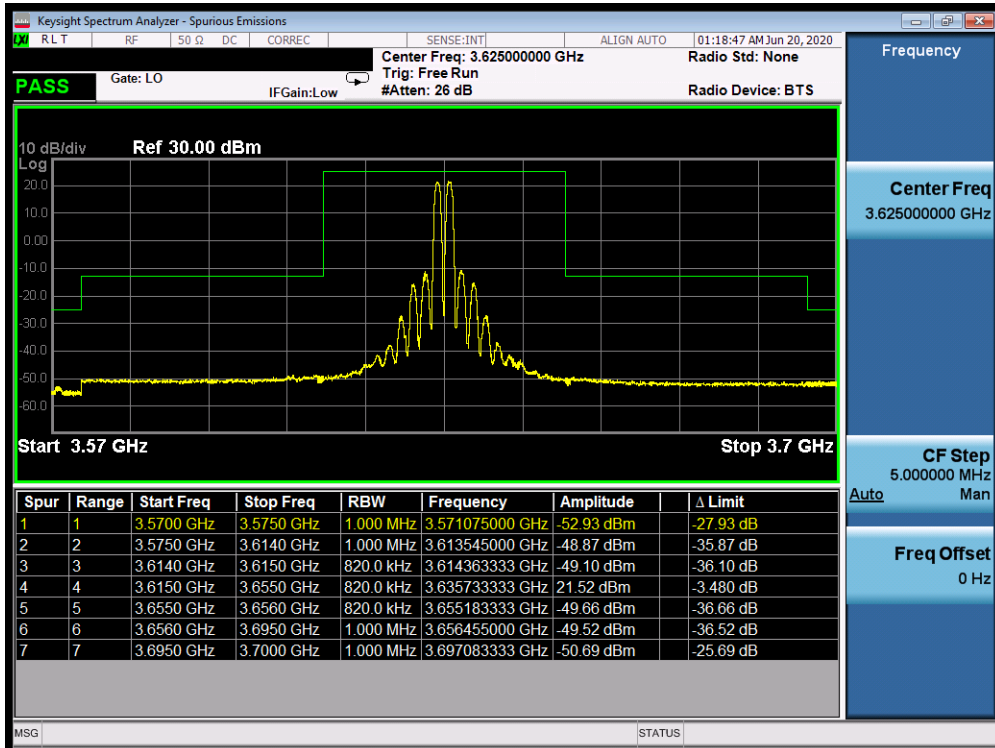 Keysight Spectrum Analyzer - Spurious Emissions
LXI RLT RF 50 Ω DC CORREC SENSE:INT ALIGN AUTO 01:18:47 AM Jun 20, 2020
Center Freq: 3.625000000 GHz Radio Std: None
Trig: Free Run
PASS Gate: LO IFGain:Low #Atten: 26 dB Radio Device: BTS
10 dB/div Ref 30.00 dBm
Log
20.0
10.0
0.00
-10.0
-20.0
-30.0
-40.0
-50.0
-60.0
Start 3.57 GHz Stop 3.7 GHz
Spur Range Start Freq Stop Freq RBW Frequency Amplitude Δ Limit
1 1 3.5700 GHz 3.5750 GHz 1.000 MHz 3.571075000 GHz -52.93 dBm -27.93 dB
2 2 3.5750 GHz 3.6140 GHz 1.000 MHz 3.613545000 GHz -48.87 dBm -35.87 dB
3 3 3.6140 GHz 3.6150 GHz 820.0 kHz 3.614363333 GHz -49.10 dBm -36.10 dB
4 4 3.6150 GHz 3.6550 GHz 820.0 kHz 3.635733333 GHz 21.52 dBm -3.480 dB
5 5 3.6550 GHz 3.6560 GHz 820.0 kHz 3.655183333 GHz -49.66 dBm -36.66 dB
6 6 3.6560 GHz 3.6950 GHz 1.000 MHz 3.656455000 GHz -49.52 dBm -36.52 dB
7 7 3.6950 GHz 3.7000 GHz 1.000 MHz 3.697083333 GHz -50.69 dBm -25.69 dB
MSG STATUS
Frequency
Center Freq
3.625000000 GHz
CF Step
5.000000 MHz
Auto Man
Freq Offset
0 Hz